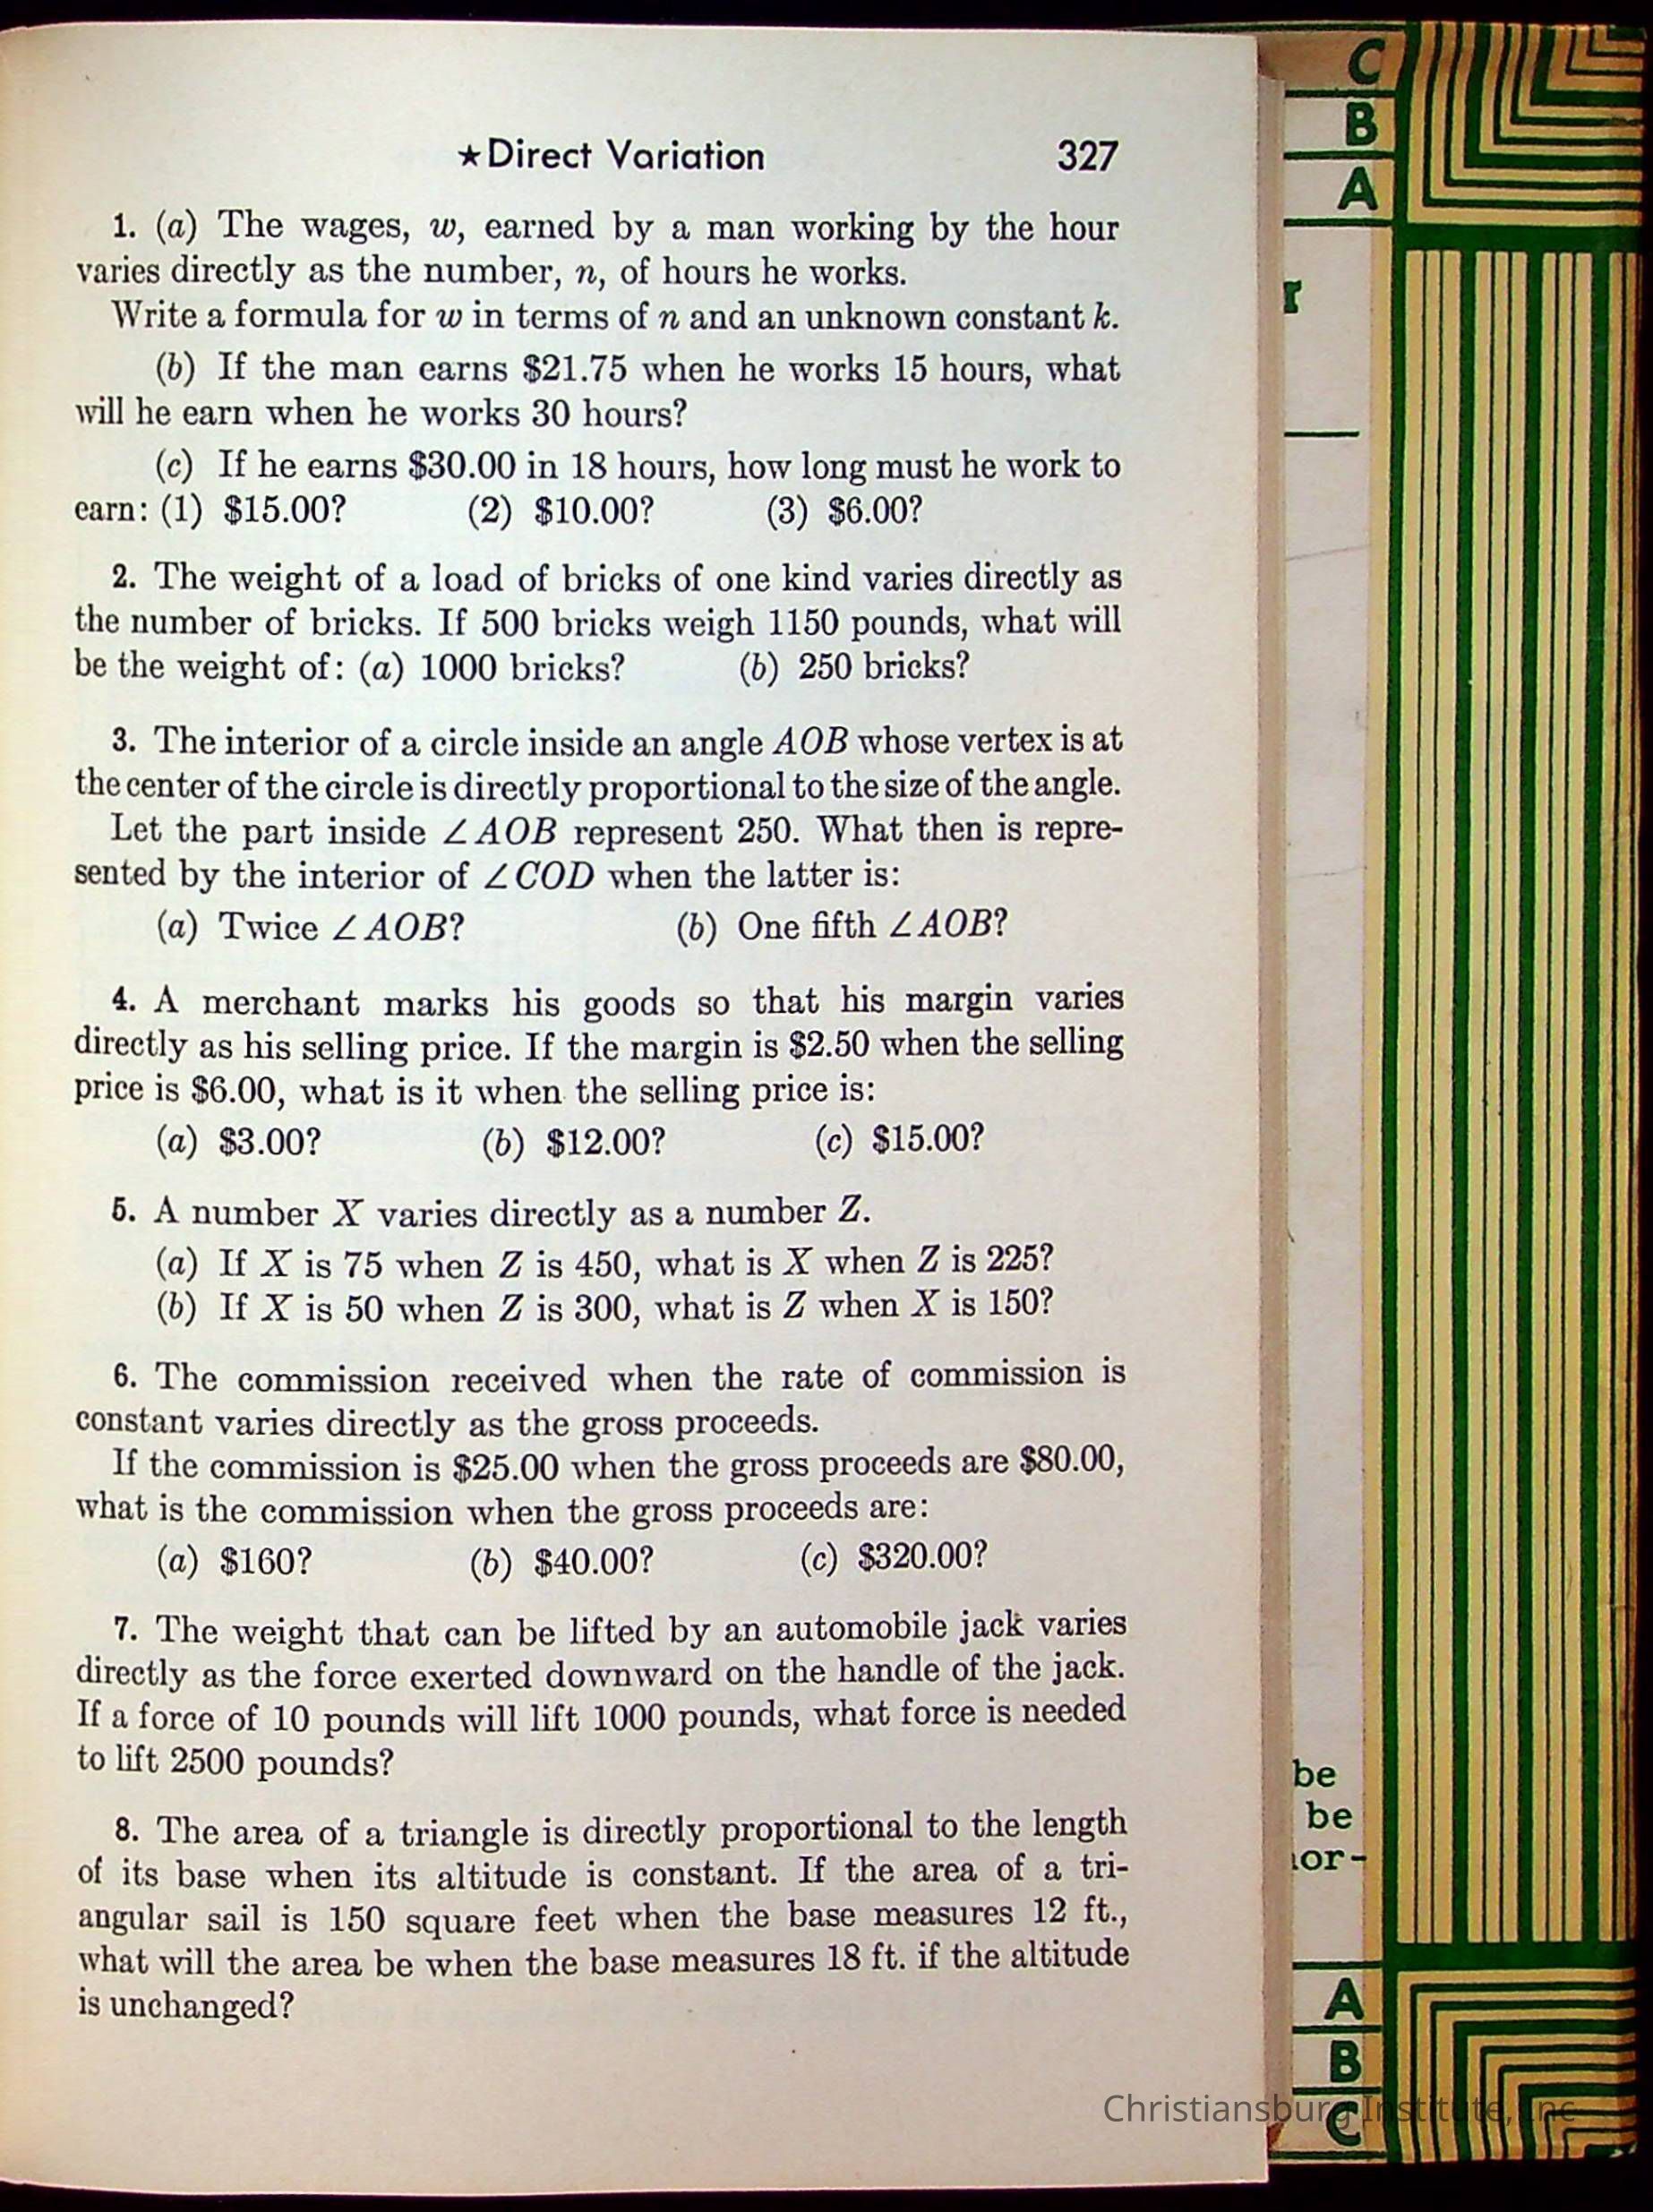 ★Direct Variation 327
1. (a) The wages, w, earned by a man working by the hour
varies directly as the number, n, of hours he works.
Write a formula for w in terms of n and an unknown constant k.
(b) If the man earns $21.75 when he works 15 hours, what
will he earn when he works 30 hours?
(c) If he earns $30.00 in 18 hours, how long must he work to
earn: (1) $15.00? (2) $10.00? (3) $6.00?
2. The weight of a load of bricks of one kind varies directly as
the number of bricks. If 500 bricks weigh 1150 pounds, what will
be the weight of: (a) 1000 bricks? (b) 250 bricks?
3. The interior of a circle inside an angle AOB whose vertex is at
the center of the circle is directly proportional to the size of the angle.
Let the part inside ∠AOB represent 250. What then is repre-
sented by the interior of ∠COD when the latter is:
(a) Twice ∠AOB? (b) One fifth ∠AOB?
4. A merchant marks his goods so that his margin varies
directly as his selling price. If the margin is $2.50 when the selling
price is $6.00, what is it when the selling price is:
(a) $3.00? (b) $12.00? (c) $15.00?
5. A number X varies directly as a number Z.
(a) If X is 75 when Z is 450, what is X when Z is 225?
(b) If X is 50 when Z is 300, what is Z when X is 150?
6. The commission received when the rate of commission is
constant varies directly as the gross proceeds.
If the commission is $25.00 when the gross proceeds are $80.00,
what is the commission when the gross proceeds are:
(a) $160? (b) $40.00? (c) $320.00?
7. The weight that can be lifted by an automobile jack varies
directly as the force exerted downward on the handle of the jack.
If a force of 10 pounds will lift 1000 pounds, what force is needed
to lift 2500 pounds?
8. The area of a triangle is directly proportional to the length
of its base when its altitude is constant. If the area of a tri-
angular sail is 150 square feet when the base measures 12 ft.,
what will the area be when the base measures 18 ft. if the altitude
is unchanged?
C
B
A
be
be
A
B
C
Christiansburg Institute, Inc